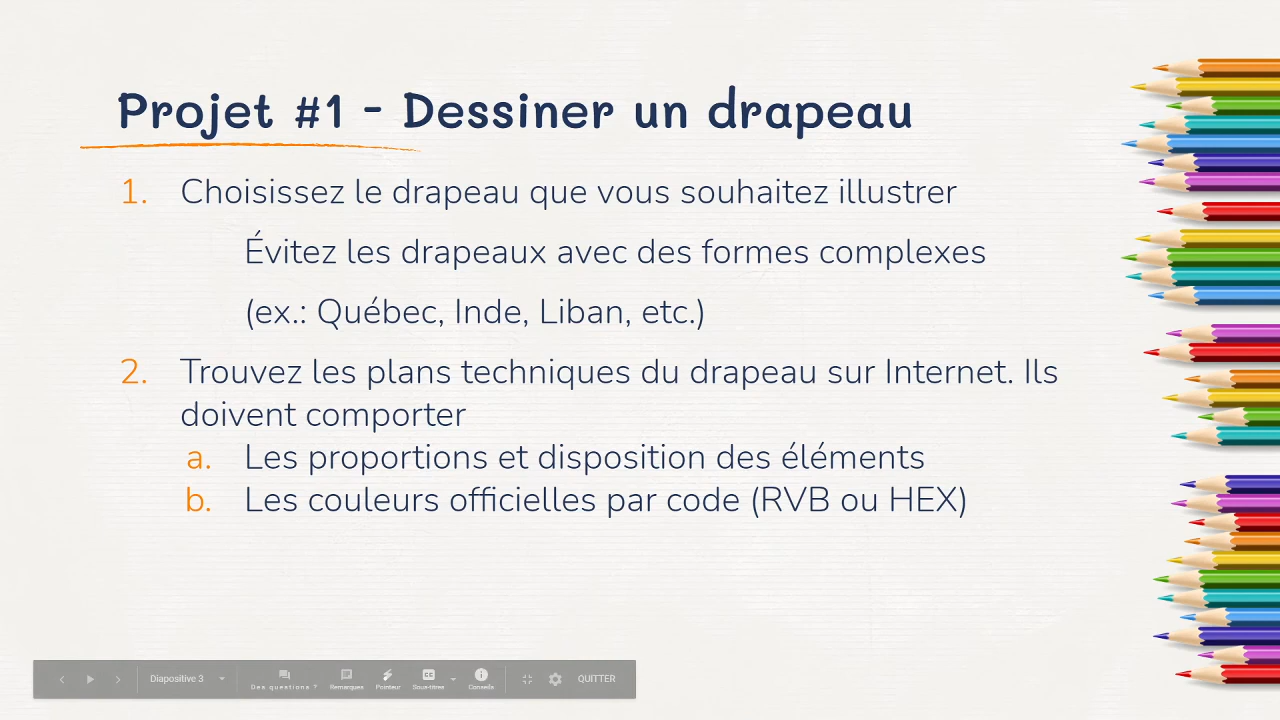 Projet #1 - Dessiner un drapeau
1. Choisissez le drapeau que vous souhaitez illustrer
Évitez les drapeaux avec des formes complexes
(ex.: Québec, Inde, Liban, etc.)
2. Trouvez les plans techniques du drapeau sur Internet. Ils
doivent comporter
a. Les proportions et disposition des éléments
b. Les couleurs officielles par code (RVB ou HEX)
Diapositive 3 Des questions ? Remarques Pointeur Sous-titres Conseils QUITTER